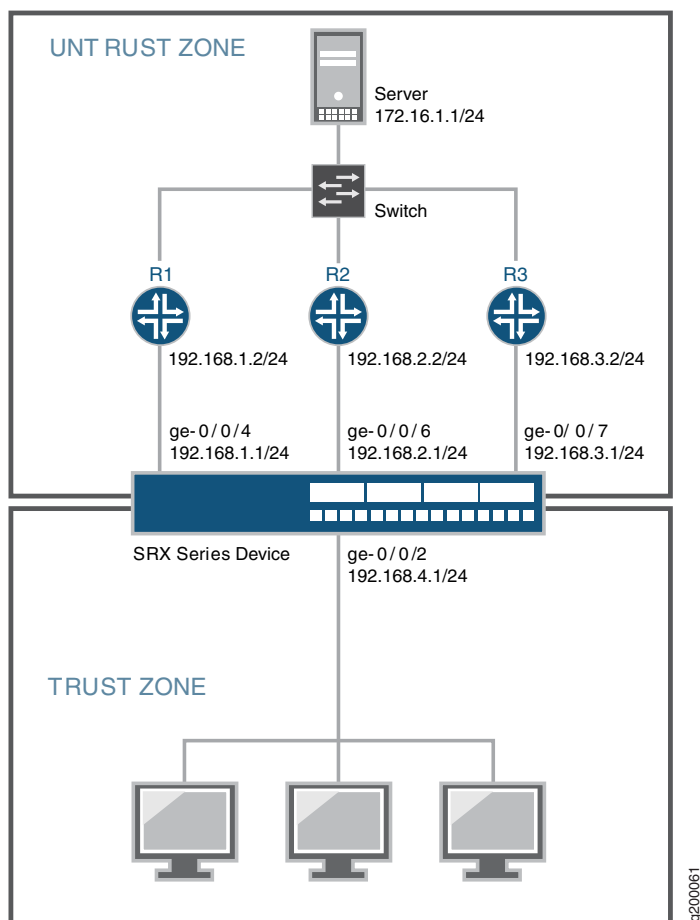 UNT RUST ZONE
Server
172.16.1.1/24
Switch
R1
R2
R3
192.168.1.2/24
192.168.2.2/24
192.168.3.2/24
ge-0/0/4
192.168.1.1/24
ge-0/0/6
192.168.2.1/24
ge-0/ 0/7
192.168.3.1/24
SRX Series Device
ge-0/0/2
192.168.4.1/24
TRUST ZONE
g200061